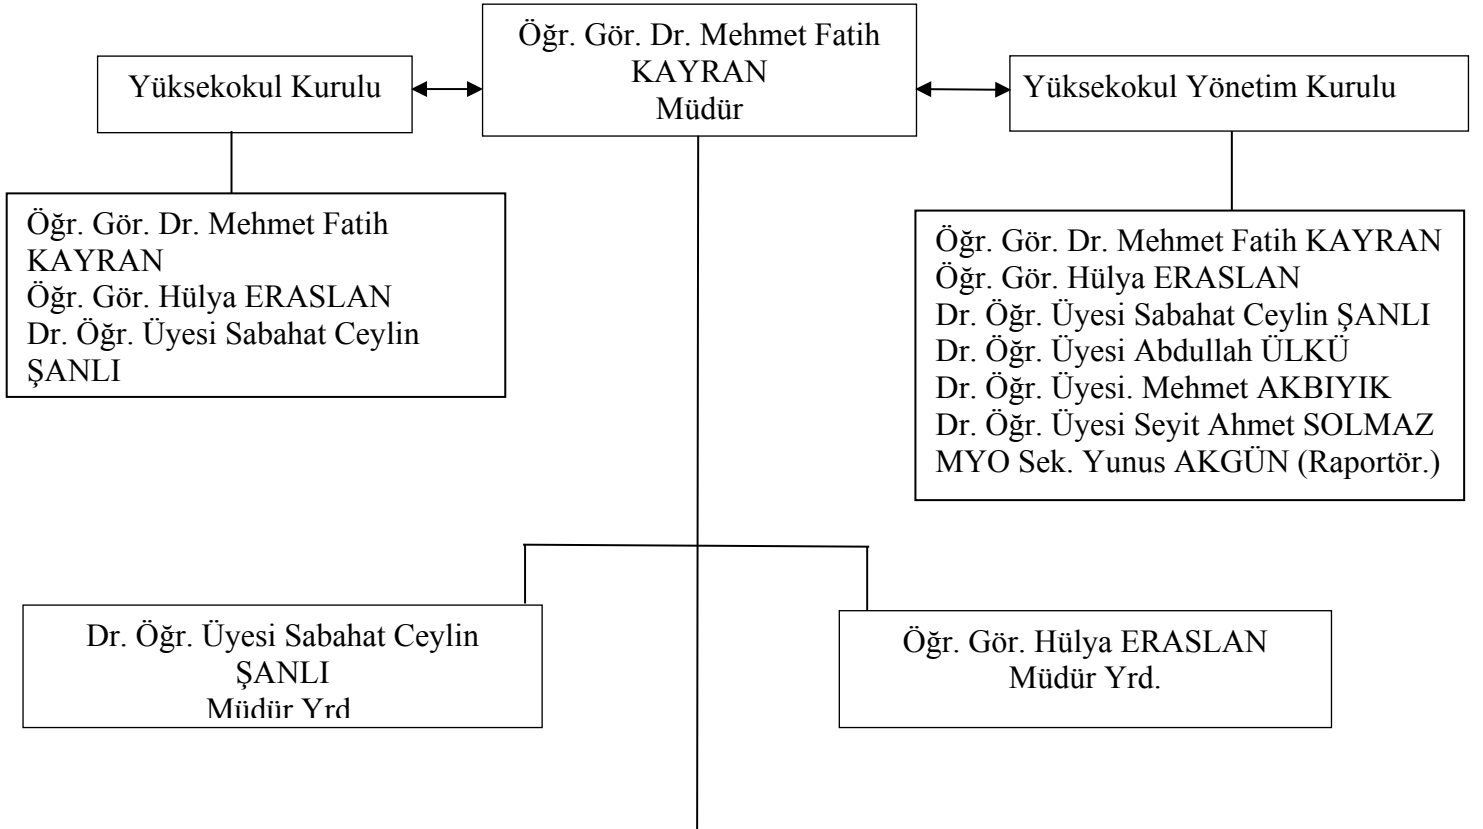 Öğr. Gör. Dr. Mehmet Fatih
KAYRAN
Müdür
Yüksekokul Kurulu
Yüksekokul Yönetim Kurulu
Öğr. Gör. Dr. Mehmet Fatih
KAYRAN
Öğr. Gör. Hülya ERASLAN
Dr. Öğr. Üyesi Sabahat Ceylin
ŞANLI
Öğr. Gör. Dr. Mehmet Fatih KAYRAN
Öğr. Gör. Hülya ERASLAN
Dr. Öğr. Üyesi Sabahat Ceylin ŞANLI
Dr. Öğr. Üyesi Abdullah ÜLKÜ
Dr. Öğr. Üyesi. Mehmet AKBIYIK
Dr. Öğr. Üyesi Seyit Ahmet SOLMAZ
MYO Sek. Yunus AKGÜN (Raportör.)
Dr. Öğr. Üyesi Sabahat Ceylin
ŞANLI
Müdür Yrd
Öğr. Gör. Hülya ERASLAN
Müdür Yrd.